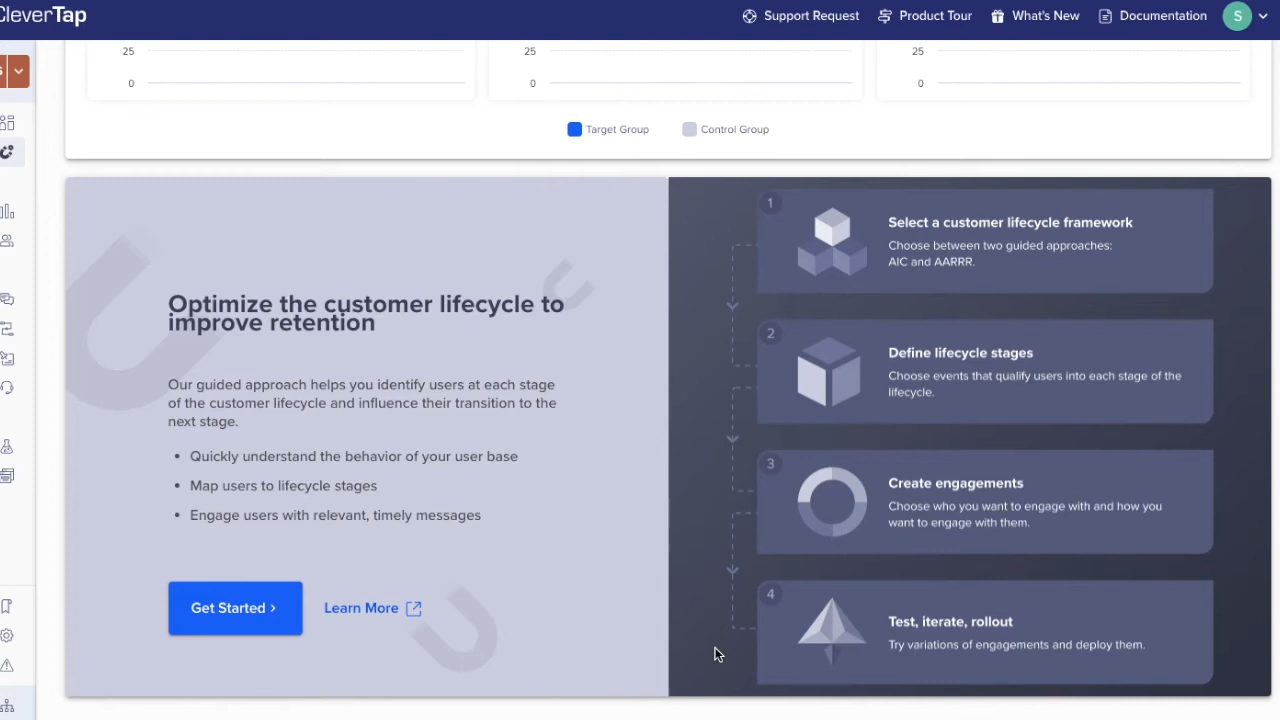 CleverTap
Support Request
Product Tour
What's New
Documentation
S
25
25
25
0
0
0
Target Group
Control Group
Optimize the customer lifecycle to
improve retention
Our guided approach helps you identify users at each stage
of the customer lifecycle and influence their transition to the
next stage.
• Quickly understand the behavior of your user base
• Map users to lifecycle stages
• Engage users with relevant, timely messages
Get Started ›
Learn More
1
Select a customer lifecycle framework
Choose between two guided approaches:
AIC and AARRR.
2
Define lifecycle stages
Choose events that qualify users into each stage of the
lifecycle.
3
Create engagements
Choose who you want to engage with and how you
want to engage with them.
4
Test, iterate, rollout
Try variations of engagements and deploy them.